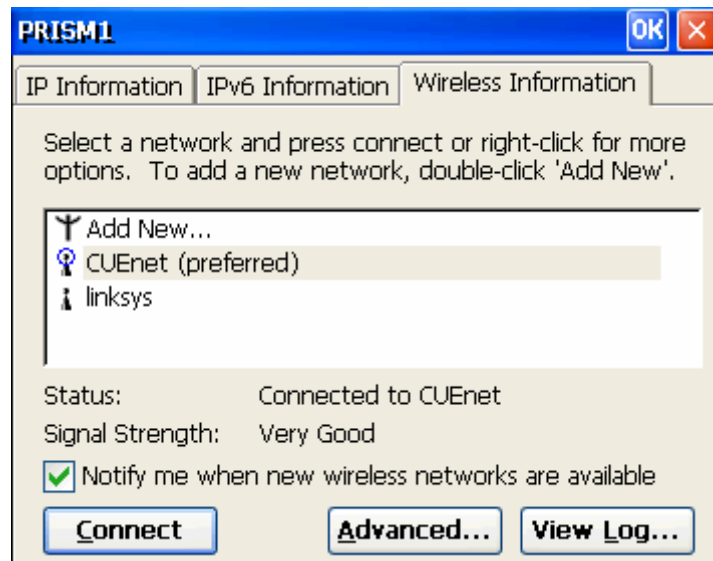 PRISM1 OK
IP Information IPv6 Information Wireless Information
Select a network and press connect or right-click for more
options. To add a new network, double-click 'Add New'.
Add New...
CUEnet (preferred)
linksys
Status: Connected to CUEnet
Signal Strength: Very Good
Notify me when new wireless networks are available
Connect Advanced... View Log...